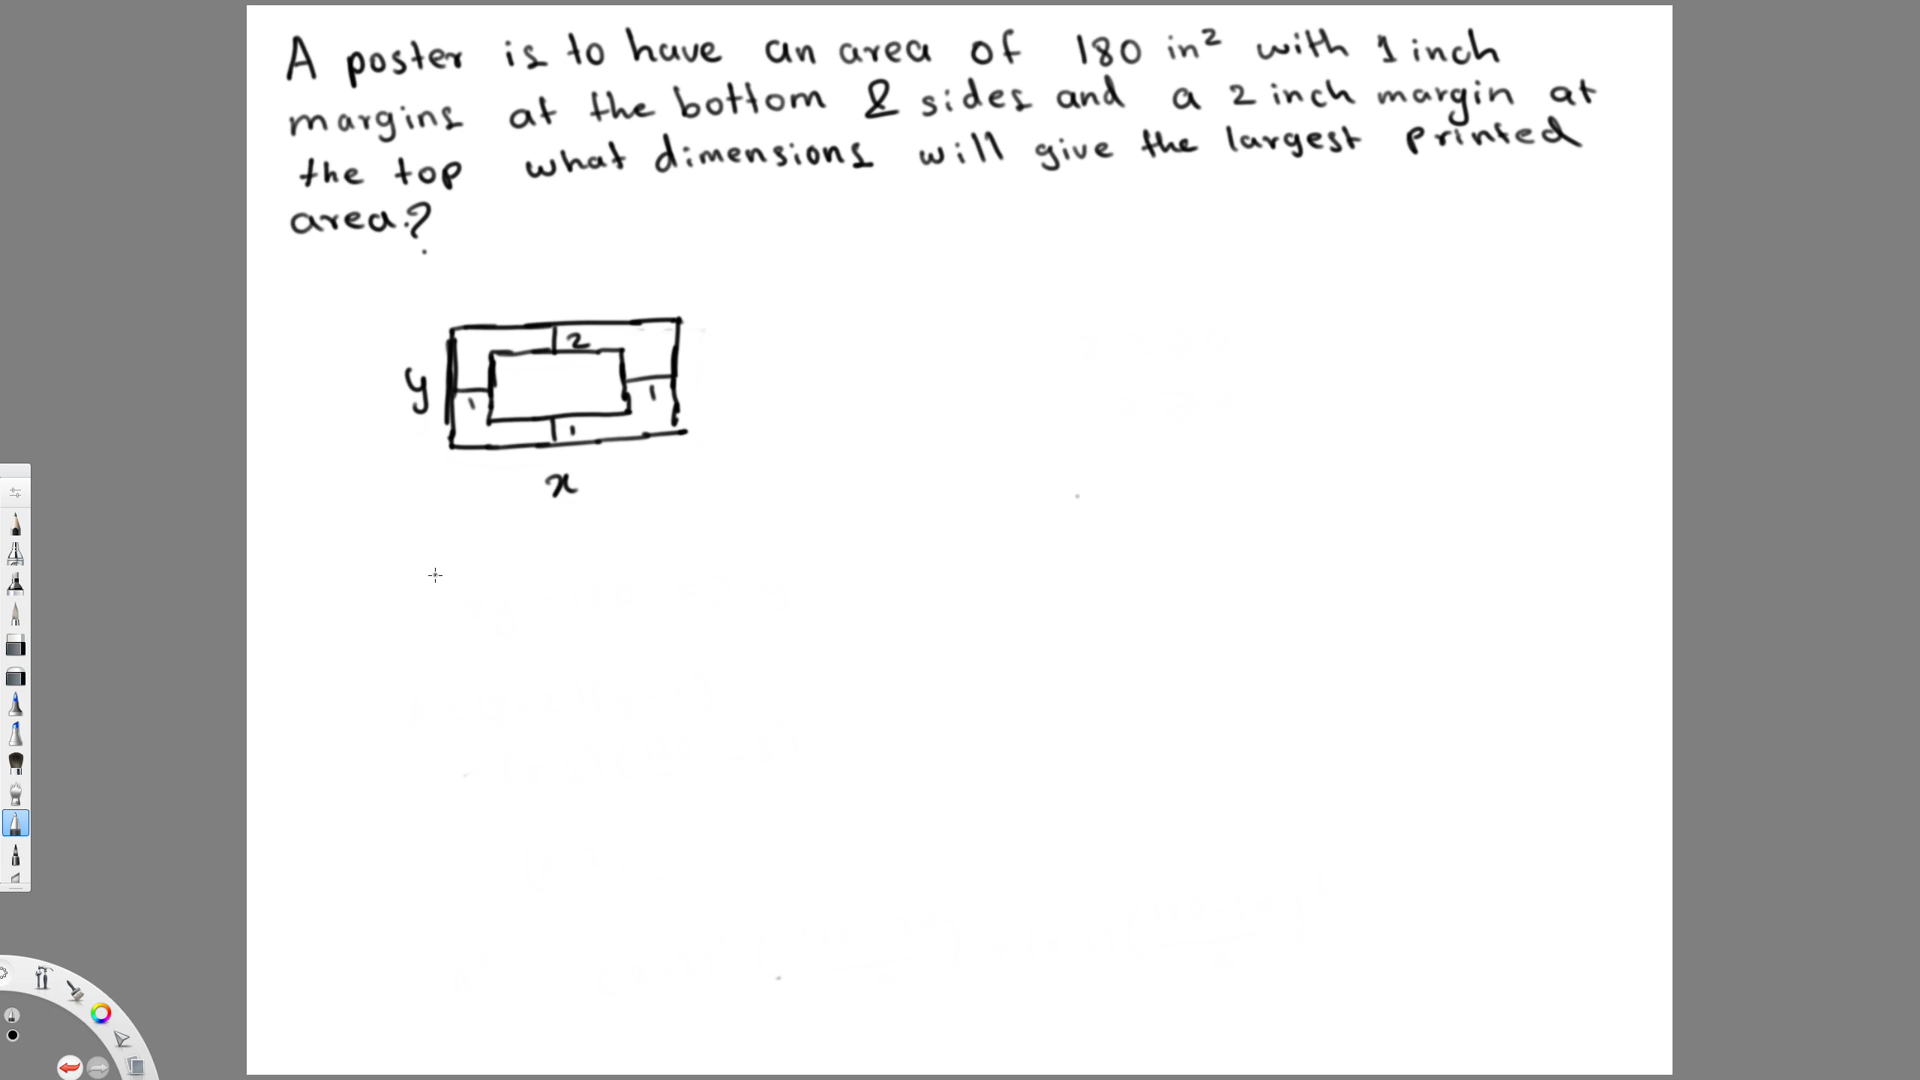 A poster is to have an area of 180 in² with 1 inch
margins at the bottom & sides and a 2 inch margin at
the top what dimensions will give the largest printed
area?
2
y
1
1
1
x